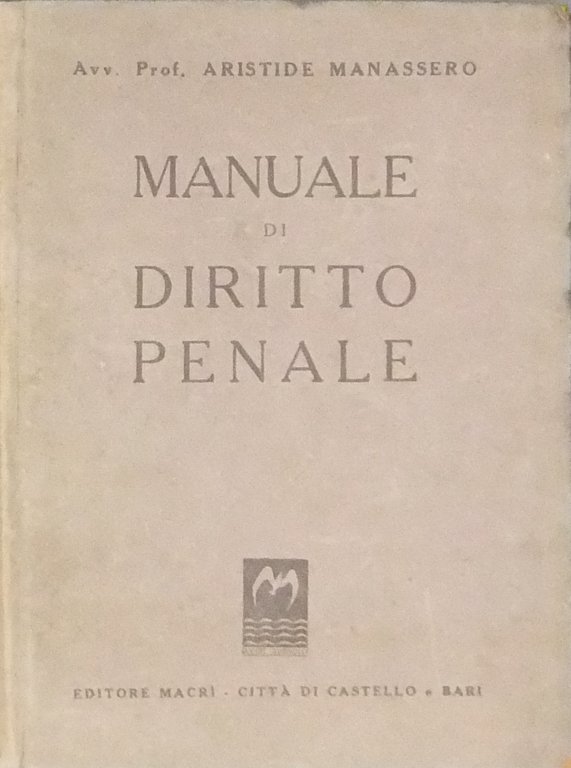 Avv. Prof. ARISTIDE MANASSERO
MANUALE
DI
DIRITTO
PENALE
EDITORE MACRÌ - CITTÀ DI CASTELLO e BARI